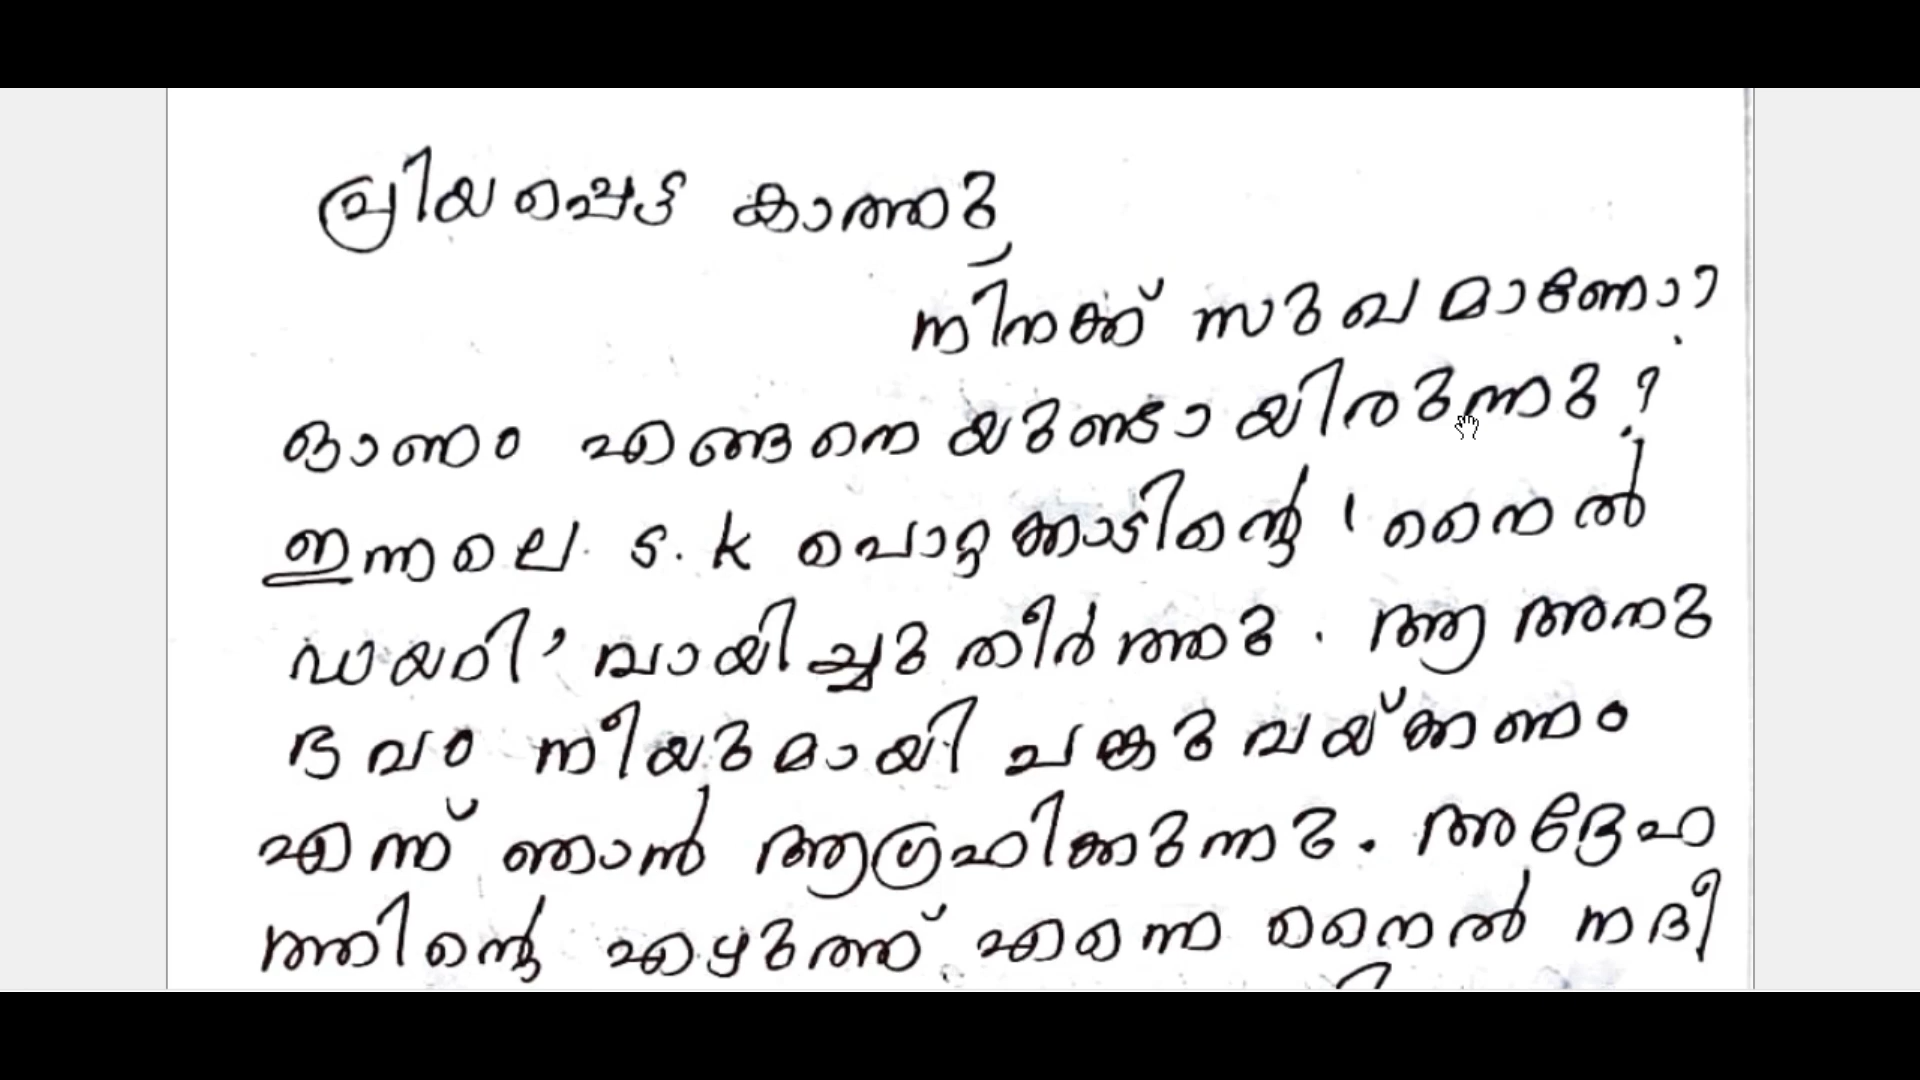 പ്രിയപ്പെട്ട കാത്തു,
നിനക്ക് സുഖമാണോ?
ഓണം എങ്ങനെയുണ്ടായിരുന്നു?
ഇന്നലെ S.K പൊറ്റക്കാടിന്റെ 'നൈൽ
ഡയറി' വായിച്ചു തീർത്തു. ആ അനു
ഭവം നീയുമായി പങ്കുവയ്ക്കണം
എന്ന് ഞാൻ ആഗ്രഹിക്കുന്നു. അദ്ദേഹ
ത്തിന്റെ എഴുത്ത് എന്നെ നൈൽ നദീ